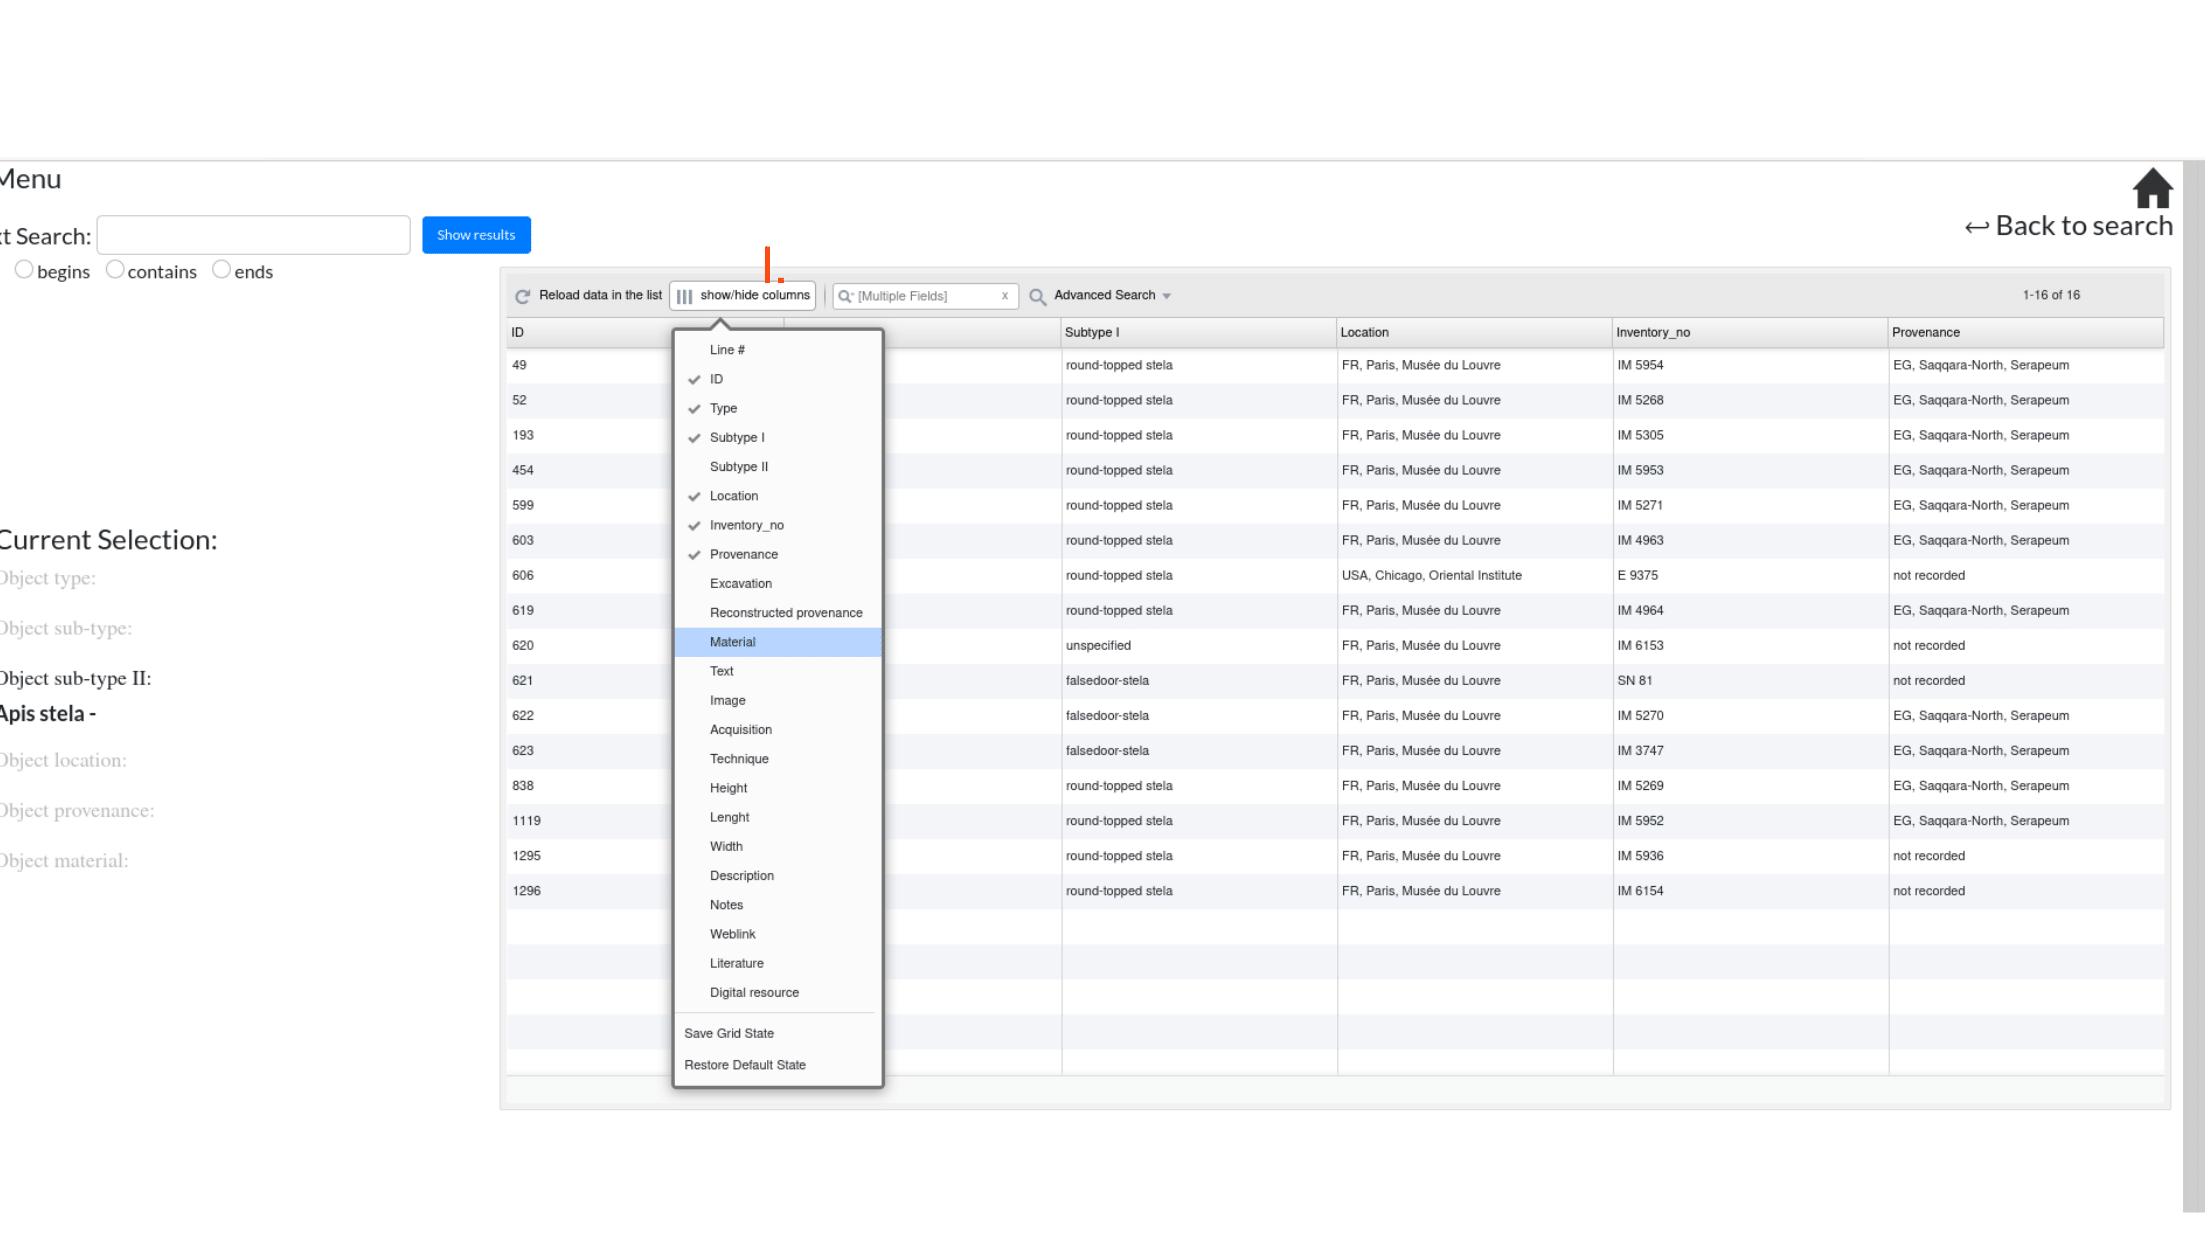 Menu
t Search:
Show results
begins contains ends
Back to search
Reload data in the list
show/hide columns
[Multiple Fields] x
Advanced Search
1-16 of 16
ID Subtype I Location Inventory_no Provenance
49 round-topped stela FR, Paris, Musée du Louvre IM 5954 EG, Saqqara-North, Serapeum
52 round-topped stela FR, Paris, Musée du Louvre IM 5268 EG, Saqqara-North, Serapeum
193 round-topped stela FR, Paris, Musée du Louvre IM 5305 EG, Saqqara-North, Serapeum
454 round-topped stela FR, Paris, Musée du Louvre IM 5953 EG, Saqqara-North, Serapeum
599 round-topped stela FR, Paris, Musée du Louvre IM 5271 EG, Saqqara-North, Serapeum
603 round-topped stela FR, Paris, Musée du Louvre IM 4963 EG, Saqqara-North, Serapeum
606 round-topped stela USA, Chicago, Oriental Institute E 9375 not recorded
619 round-topped stela FR, Paris, Musée du Louvre IM 4964 EG, Saqqara-North, Serapeum
620 unspecified FR, Paris, Musée du Louvre IM 6153 not recorded
621 falsedoor-stela FR, Paris, Musée du Louvre SN 81 not recorded
622 falsedoor-stela FR, Paris, Musée du Louvre IM 5270 EG, Saqqara-North, Serapeum
623 falsedoor-stela FR, Paris, Musée du Louvre IM 3747 EG, Saqqara-North, Serapeum
838 round-topped stela FR, Paris, Musée du Louvre IM 5269 EG, Saqqara-North, Serapeum
1119 round-topped stela FR, Paris, Musée du Louvre IM 5952 EG, Saqqara-North, Serapeum
1295 round-topped stela FR, Paris, Musée du Louvre IM 5936 not recorded
1296 round-topped stela FR, Paris, Musée du Louvre IM 6154 not recorded
Line #
ID
Type
Subtype I
Subtype II
Location
Inventory_no
Provenance
Excavation
Reconstructed provenance
Material
Text
Image
Acquisition
Technique
Height
Lenght
Width
Description
Notes
Weblink
Literature
Digital resource
Save Grid State
Restore Default State
Current Selection:
Object type:
Object sub-type:
Object sub-type II:
Apis stela -
Object location:
Object provenance:
Object material: